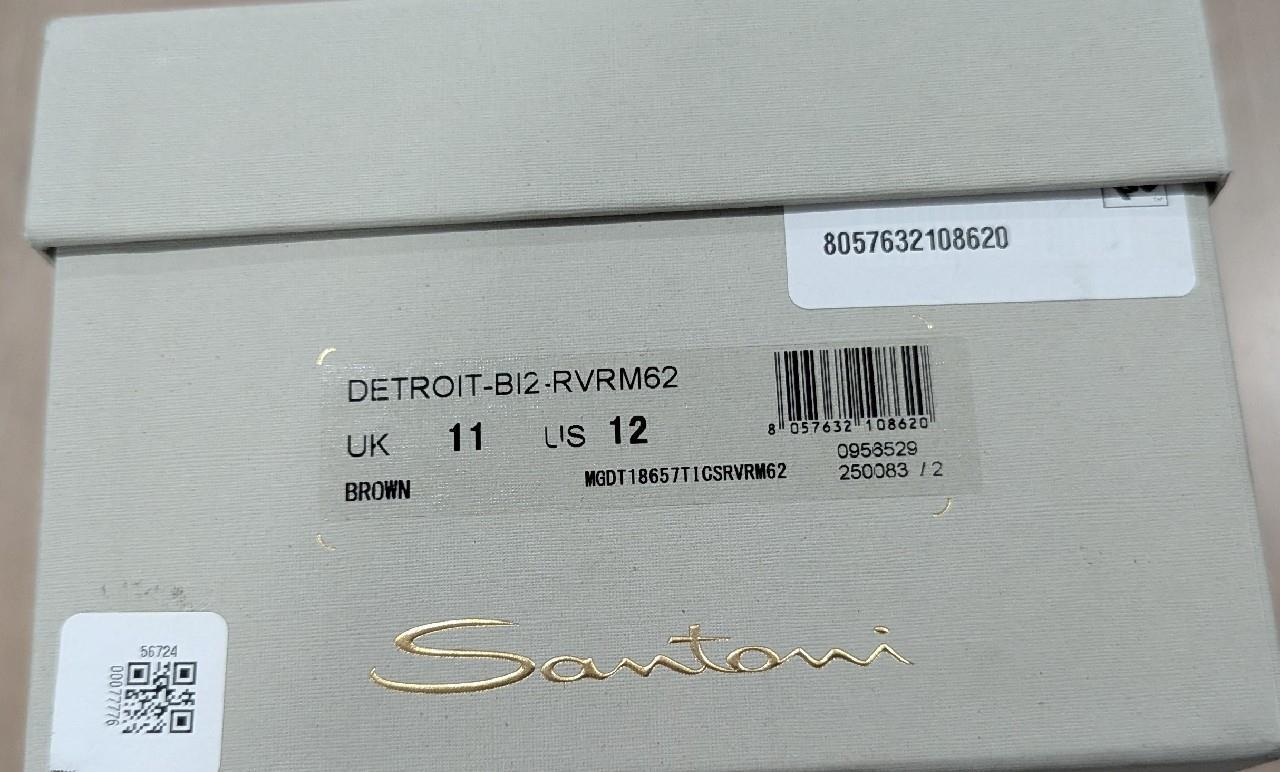 8057632108620
DETROIT-BI2-RVRM62
UK 11 US 12
8 057632 108620
0958529
BROWN
MGDT18657TICSRVRM62
250083 / 2
Santoni
56724
00077776